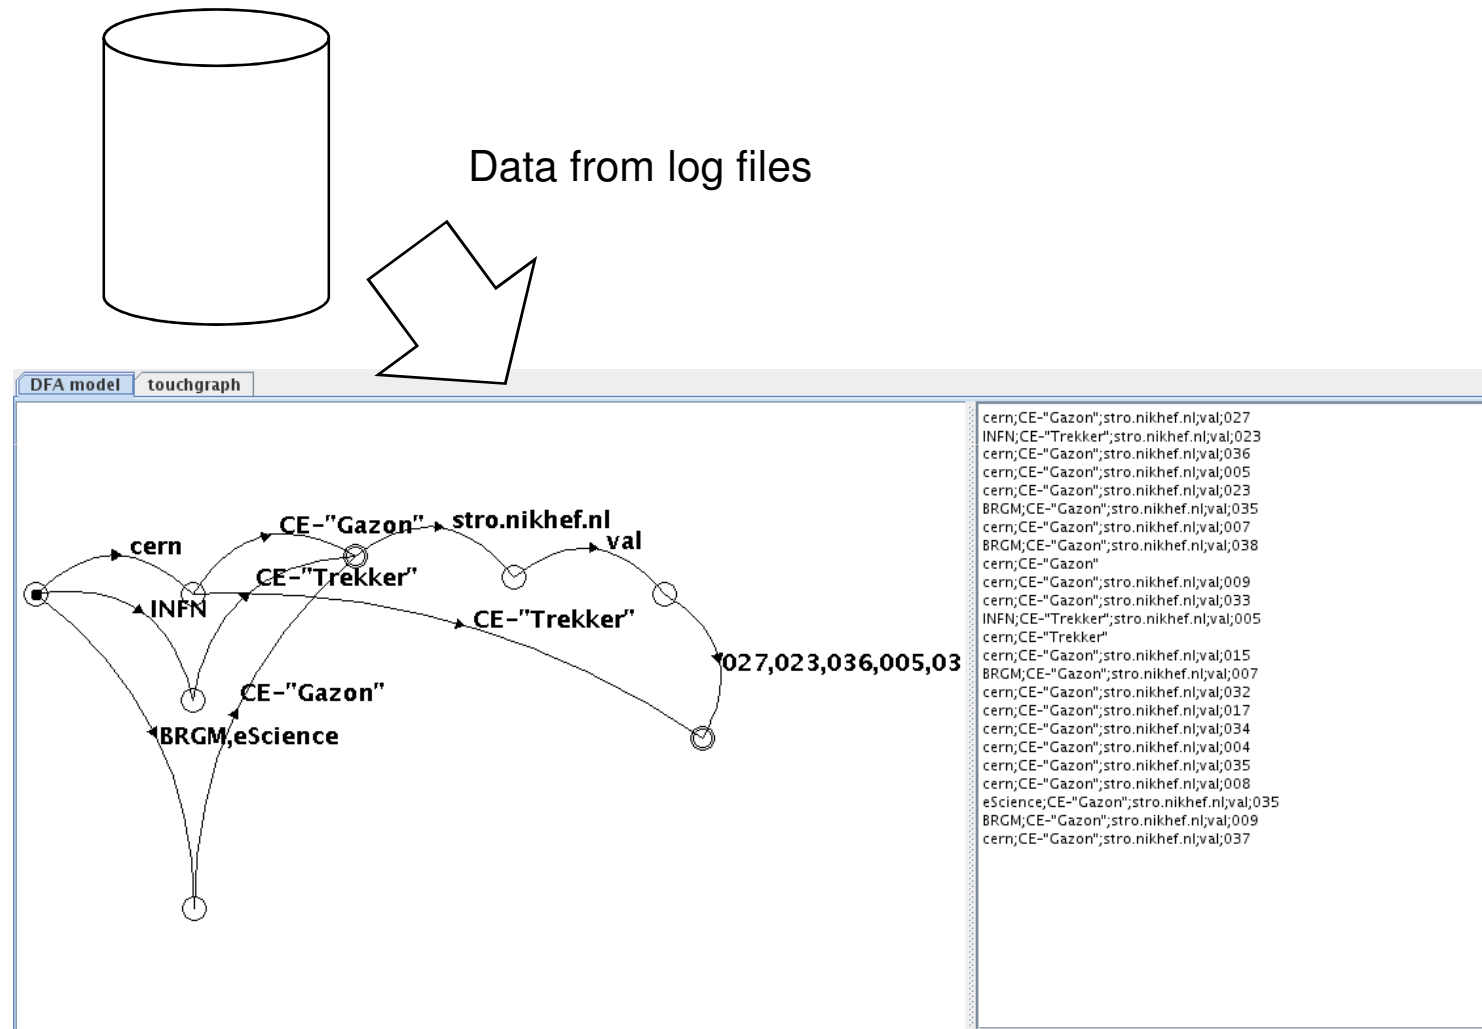 Data from log files
DFA model
touchgraph
cern
CE-"Gazon"
stro.nikhef.nl
val
INFN
CE-"Trekker"
CE-"Trekker"
027,023,036,005,03
CE-"Gazon"
BRGM,eScience
cern;CE-"Gazon";stro.nikhef.nl;val;027
INFN;CE-"Trekker";stro.nikhef.nl;val;023
cern;CE-"Gazon";stro.nikhef.nl;val;036
cern;CE-"Gazon";stro.nikhef.nl;val;005
cern;CE-"Gazon";stro.nikhef.nl;val;023
BRGM;CE-"Gazon";stro.nikhef.nl;val;035
cern;CE-"Gazon";stro.nikhef.nl;val;007
BRGM;CE-"Gazon";stro.nikhef.nl;val;038
cern;CE-"Gazon"
cern;CE-"Gazon";stro.nikhef.nl;val;009
cern;CE-"Gazon";stro.nikhef.nl;val;033
INFN;CE-"Trekker";stro.nikhef.nl;val;005
cern;CE-"Trekker"
cern;CE-"Gazon";stro.nikhef.nl;val;015
BRGM;CE-"Gazon";stro.nikhef.nl;val;007
cern;CE-"Gazon";stro.nikhef.nl;val;032
cern;CE-"Gazon";stro.nikhef.nl;val;017
cern;CE-"Gazon";stro.nikhef.nl;val;034
cern;CE-"Gazon";stro.nikhef.nl;val;004
cern;CE-"Gazon";stro.nikhef.nl;val;035
cern;CE-"Gazon";stro.nikhef.nl;val;008
eScience;CE-"Gazon";stro.nikhef.nl;val;035
BRGM;CE-"Gazon";stro.nikhef.nl;val;009
cern;CE-"Gazon";stro.nikhef.nl;val;037